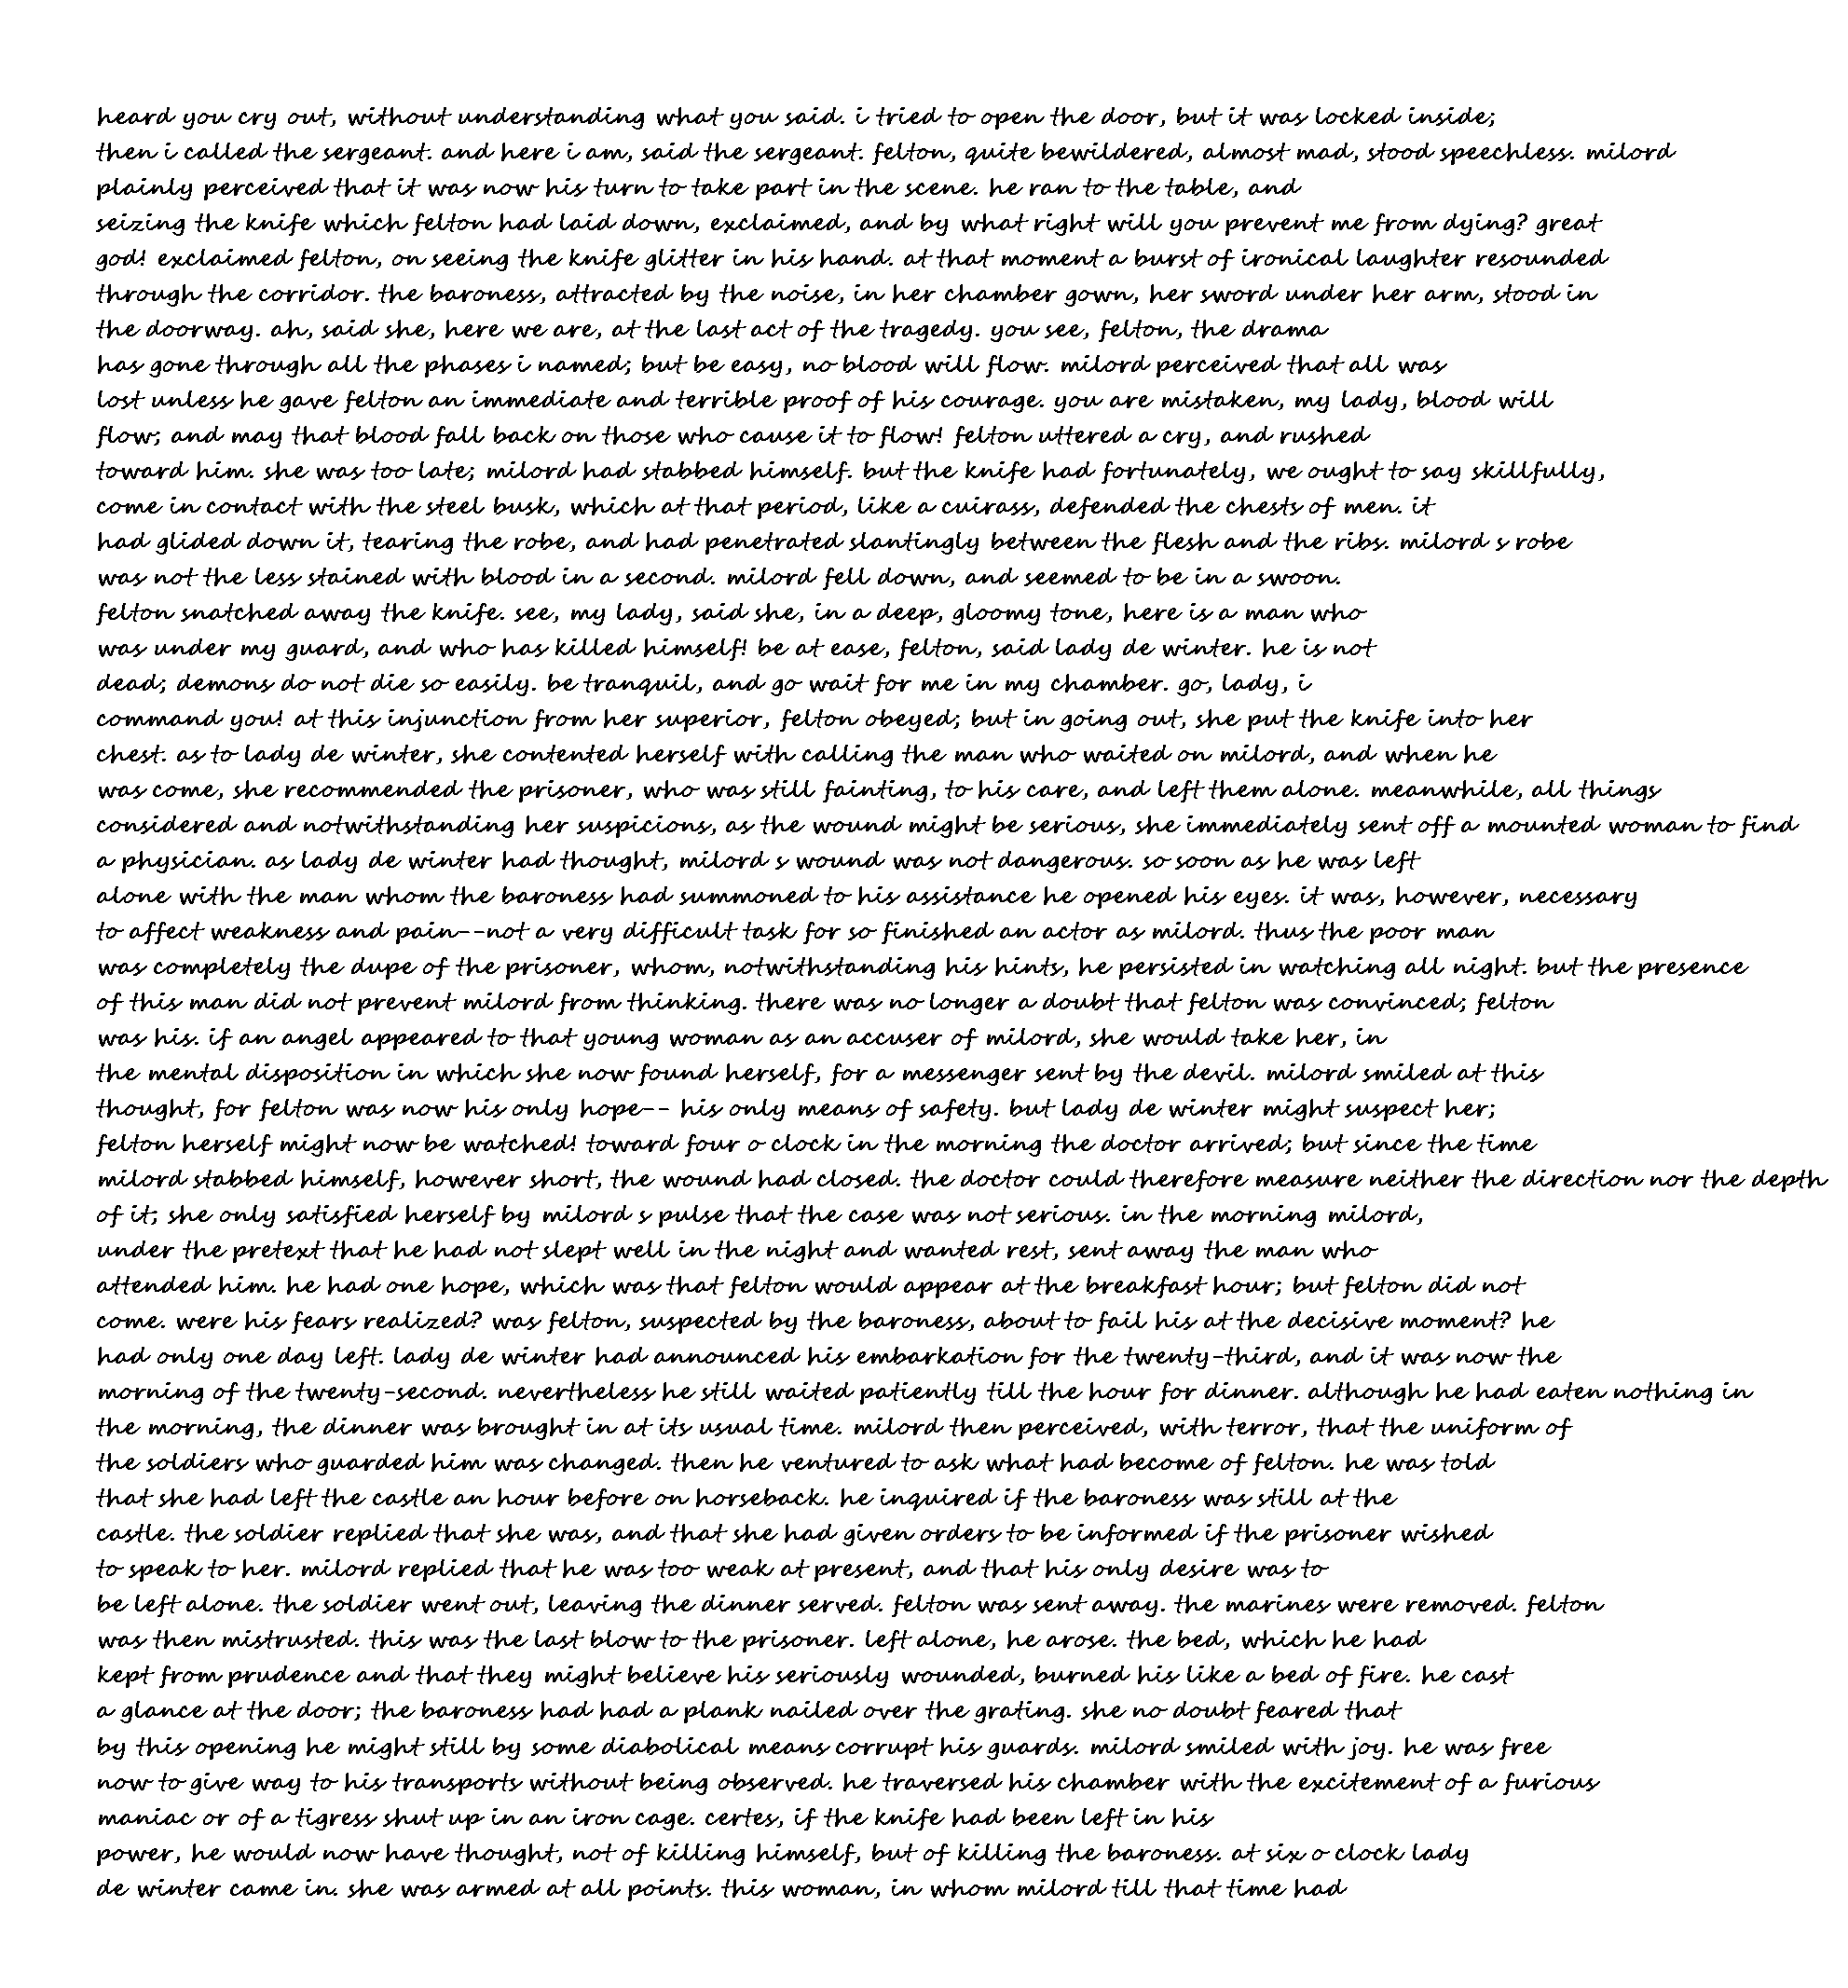 heard you cry out, without understanding what you said. i tried to open the door, but it was locked inside;
then i called the sergeant. and here i am, said the sergeant. felton, quite bewildered, almost mad, stood speechless. milord
plainly perceived that it was now his turn to take part in the scene. he ran to the table, and
seizing the knife which felton had laid down, exclaimed, and by what right will you prevent me from dying? great
god! exclaimed felton, on seeing the knife glitter in his hand. at that moment a burst of ironical laughter resounded
through the corridor. the baroness, attracted by the noise, in her chamber gown, her sword under her arm, stood in
the doorway. ah, said she, here we are, at the last act of the tragedy. you see, felton, the drama
has gone through all the phases i named; but be easy, no blood will flow. milord perceived that all was
lost unless he gave felton an immediate and terrible proof of his courage. you are mistaken, my lady, blood will
flow; and may that blood fall back on those who cause it to flow! felton uttered a cry, and rushed
toward him. she was too late; milord had stabbed himself. but the knife had fortunately, we ought to say skillfully,
come in contact with the steel busk, which at that period, like a cuirass, defended the chests of men. it
had glided down it, tearing the robe, and had penetrated slantingly between the flesh and the ribs. milord s robe
was not the less stained with blood in a second. milord fell down, and seemed to be in a swoon.
felton snatched away the knife. see, my lady, said she, in a deep, gloomy tone, here is a man who
was under my guard, and who has killed himself! be at ease, felton, said lady de winter. he is not
dead; demons do not die so easily. be tranquil, and go wait for me in my chamber. go, lady, i
command you! at this injunction from her superior, felton obeyed; but in going out, she put the knife into her
chest. as to lady de winter, she contented herself with calling the man who waited on milord, and when he
was come, she recommended the prisoner, who was still fainting, to his care, and left them alone. meanwhile, all things
considered and notwithstanding her suspicions, as the wound might be serious, she immediately sent off a mounted woman to find
a physician. as lady de winter had thought, milord s wound was not dangerous. so soon as he was left
alone with the man whom the baroness had summoned to his assistance he opened his eyes. it was, however, necessary
to affect weakness and pain--not a very difficult task for so finished an actor as milord. thus the poor man
was completely the dupe of the prisoner, whom, notwithstanding his hints, he persisted in watching all night. but the presence
of this man did not prevent milord from thinking. there was no longer a doubt that felton was convinced; felton
was his. if an angel appeared to that young woman as an accuser of milord, she would take her, in
the mental disposition in which she now found herself, for a messenger sent by the devil. milord smiled at this
thought, for felton was now his only hope-- his only means of safety. but lady de winter might suspect her;
felton herself might now be watched! toward four o clock in the morning the doctor arrived; but since the time
milord stabbed himself, however short, the wound had closed. the doctor could therefore measure neither the direction nor the depth
of it; she only satisfied herself by milord s pulse that the case was not serious. in the morning milord,
under the pretext that he had not slept well in the night and wanted rest, sent away the man who
attended him. he had one hope, which was that felton would appear at the breakfast hour; but felton did not
come. were his fears realized? was felton, suspected by the baroness, about to fail his at the decisive moment? he
had only one day left. lady de winter had announced his embarkation for the twenty-third, and it was now the
morning of the twenty-second. nevertheless he still waited patiently till the hour for dinner. although he had eaten nothing in
the morning, the dinner was brought in at its usual time. milord then perceived, with terror, that the uniform of
the soldiers who guarded him was changed. then he ventured to ask what had become of felton. he was told
that she had left the castle an hour before on horseback. he inquired if the baroness was still at the
castle. the soldier replied that she was, and that she had given orders to be informed if the prisoner wished
to speak to her. milord replied that he was too weak at present, and that his only desire was to
be left alone. the soldier went out, leaving the dinner served. felton was sent away. the marines were removed. felton
was then mistrusted. this was the last blow to the prisoner. left alone, he arose. the bed, which he had
kept from prudence and that they might believe his seriously wounded, burned his like a bed of fire. he cast
a glance at the door; the baroness had had a plank nailed over the grating. she no doubt feared that
by this opening he might still by some diabolical means corrupt his guards. milord smiled with joy. he was free
now to give way to his transports without being observed. he traversed his chamber with the excitement of a furious
maniac or of a tigress shut up in an iron cage. certes, if the knife had been left in his
power, he would now have thought, not of killing himself, but of killing the baroness. at six o clock lady
de winter came in. she was armed at all points. this woman, in whom milord till that time had